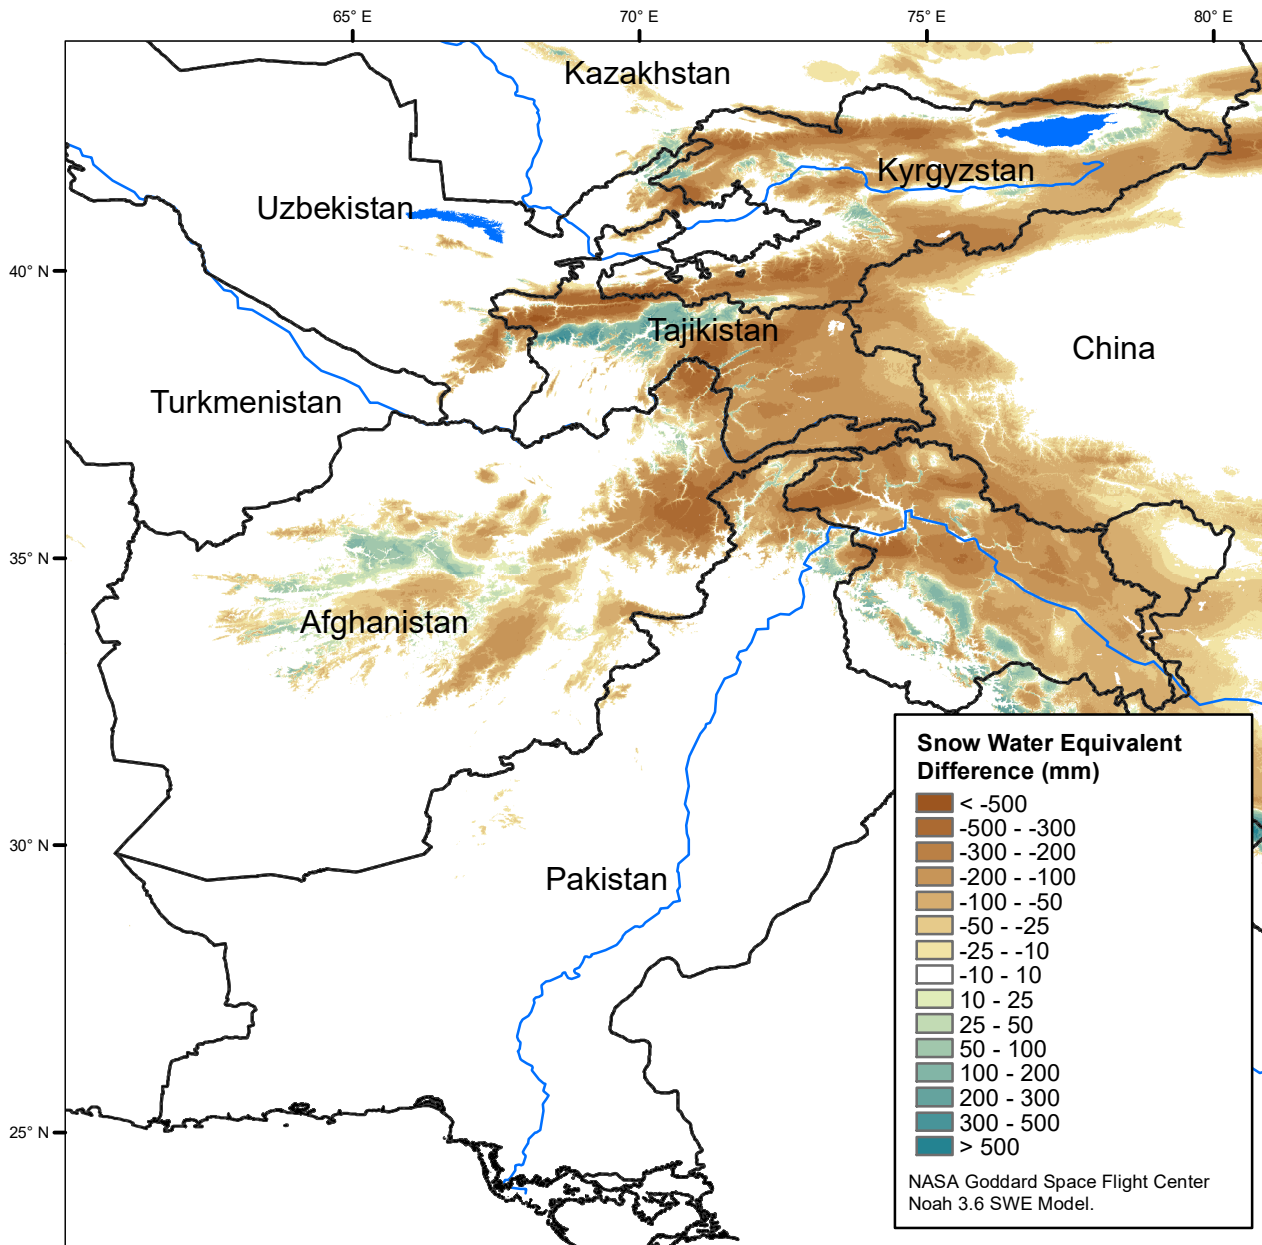 65° E
70° E
75° E
80° E
Kazakhstan
Kyrgyzstan
Uzbekistan
40° N
Tajikistan
China
Turkmenistan
35° N
Afghanistan
Snow Water Equivalent
Difference (mm)
< -500
-500 - -300
-300 - -200
-200 - -100
-100 - -50
-50 - -25
-25 - -10
-10 - 10
10 - 25
25 - 50
50 - 100
100 - 200
200 - 300
300 - 500
> 500
NASA Goddard Space Flight Center
Noah 3.6 SWE Model.
30° N
Pakistan
25° N